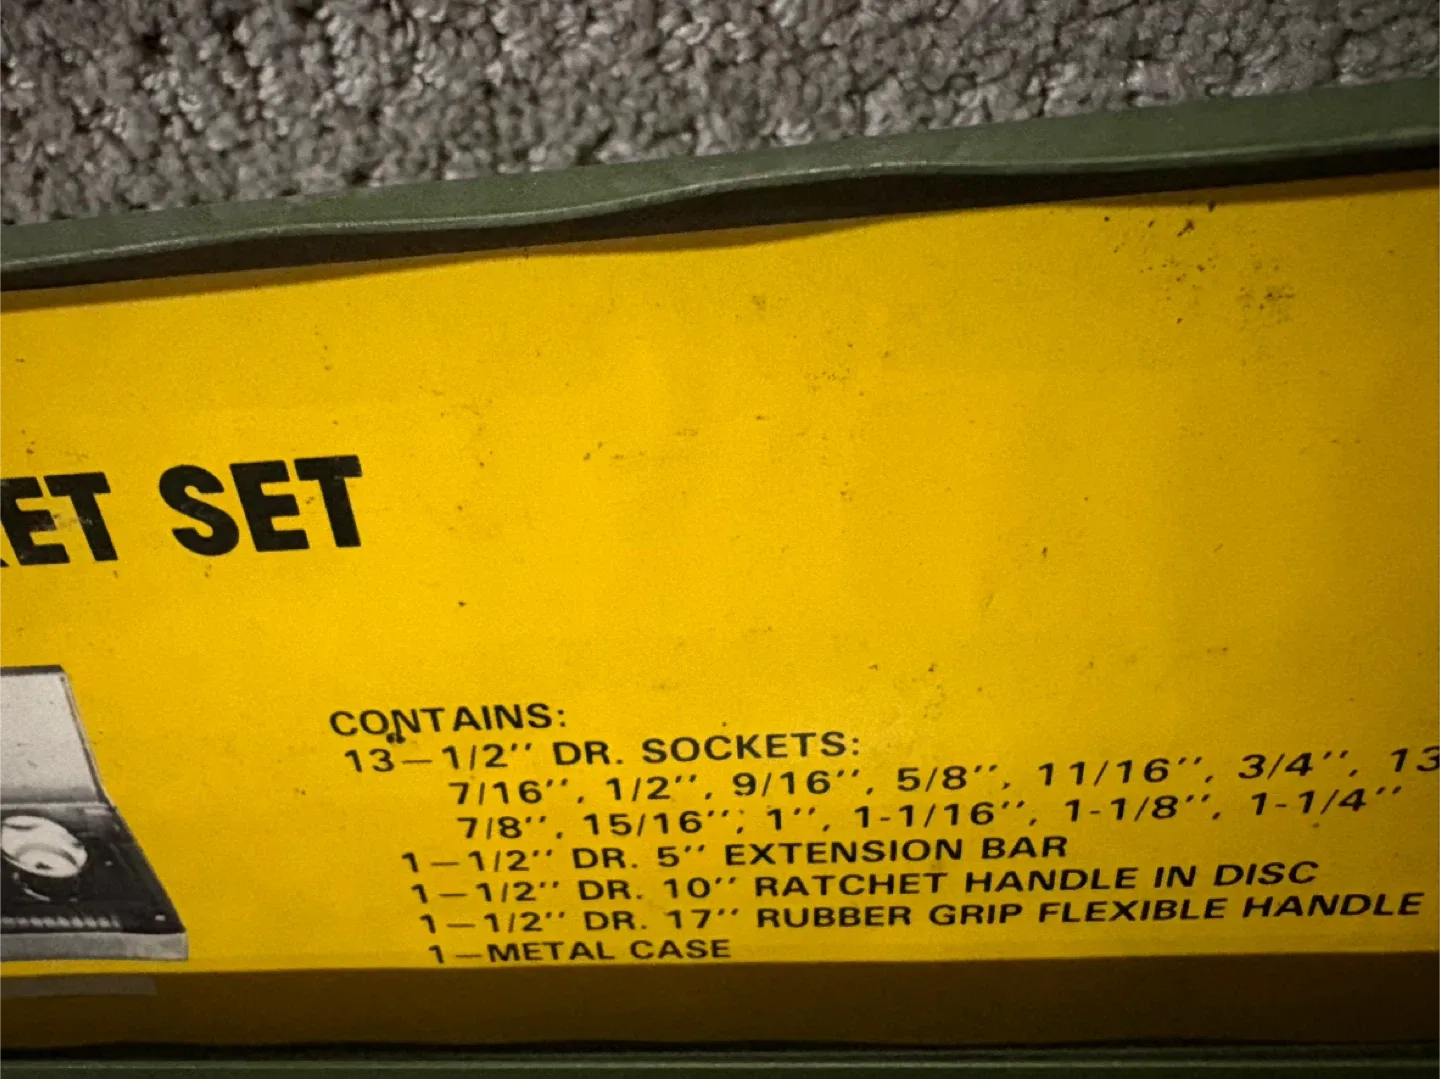 ET SET
CONTAINS:
13—1/2'' DR. SOCKETS:
7/16'', 1/2'', 9/16'', 5/8'', 11/16'', 3/4'', 13
7/8'', 15/16'', 1'', 1-1/16'', 1-1/8'', 1-1/4''
1—1/2'' DR. 5'' EXTENSION BAR
1—1/2'' DR. 10'' RATCHET HANDLE IN DISC
1—1/2'' DR. 17'' RUBBER GRIP FLEXIBLE HANDLE
1—METAL CASE